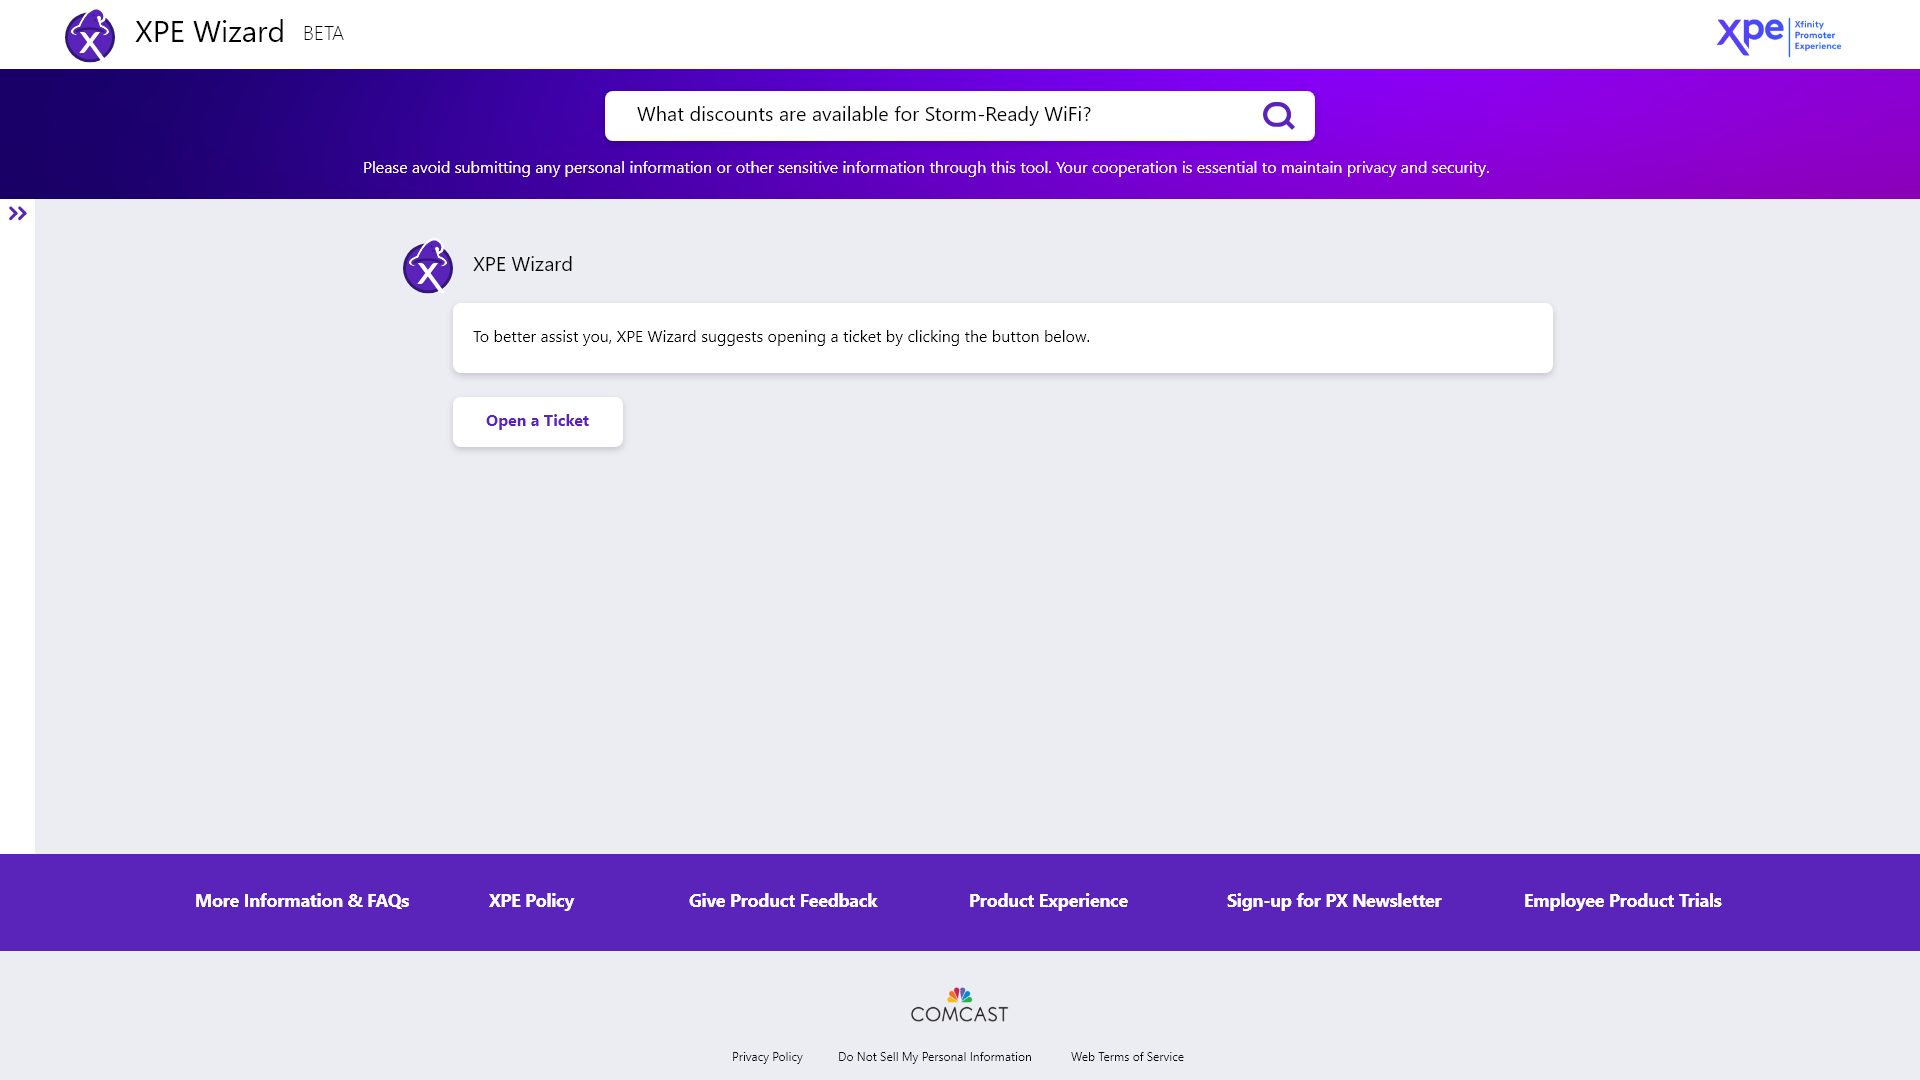 XPE Wizard BETA
xpe Xfinity
Promoter
Experience
What discounts are available for Storm-Ready WiFi?
Please avoid submitting any personal information or other sensitive information through this tool. Your cooperation is essential to maintain privacy and security.
XPE Wizard
To better assist you, XPE Wizard suggests opening a ticket by clicking the button below.
Open a Ticket
More Information & FAQs XPE Policy Give Product Feedback Product Experience Sign-up for PX Newsletter Employee Product Trials
COMCAST
Privacy Policy Do Not Sell My Personal Information Web Terms of Service